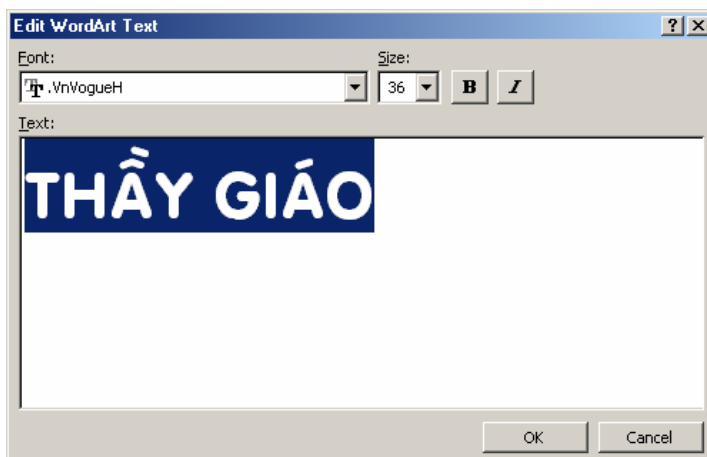 Edit WordArt Text
Font: Size:
.VnVogueH 36 B I
Text:
THẦY GIÁO
OK Cancel